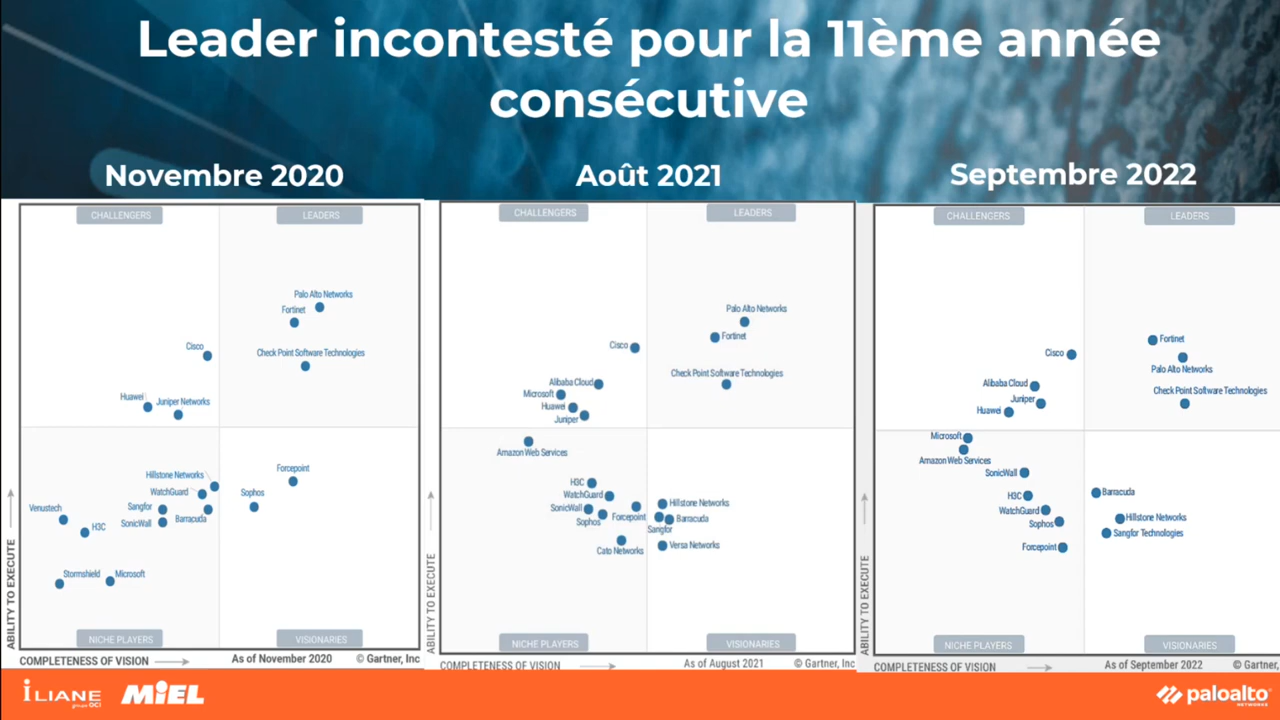 Leader incontesté pour la 11ème année
consécutive
Novembre 2020
CHALLENGERS
LEADERS
Palo Alto Networks
Fortinet
Cisco
Check Point Software Technologies
Huawei
Juniper Networks
Hillstone Networks
Forcepoint
WatchGuard
Sophos
Venustech
Sangfor
H3C
SonicWall
Barracuda
Stormshield
Microsoft
NICHE PLAYERS
VISIONARIES
ABILITY TO EXECUTE
COMPLETENESS OF VISION
As of November 2020
© Gartner, Inc
Août 2021
CHALLENGERS
LEADERS
Palo Alto Networks
Fortinet
Cisco
Check Point Software Technologies
Alibaba Cloud
Microsoft
Huawei
Juniper
Amazon Web Services
H3C
WatchGuard
SonicWall
Sophos
Forcepoint
Hillstone Networks
Barracuda
Sangfor
Cato Networks
Versa Networks
NICHE PLAYERS
VISIONARIES
ABILITY TO EXECUTE
COMPLETENESS OF VISION
As of August 2021
© Gartner, Inc
Septembre 2022
CHALLENGERS
LEADERS
Fortinet
Cisco
Palo Alto Networks
Alibaba Cloud
Check Point Software Technologies
Juniper
Huawei
Microsoft
Amazon Web Services
SonicWall
H3C
Barracuda
WatchGuard
Sophos
Hillstone Networks
Sangfor Technologies
Forcepoint
NICHE PLAYERS
VISIONARIES
ABILITY TO EXECUTE
COMPLETENESS OF VISION
As of September 2022
© Gartner,
iLIANE
groupe OCI
MiEL
paloalto
NETWORKS